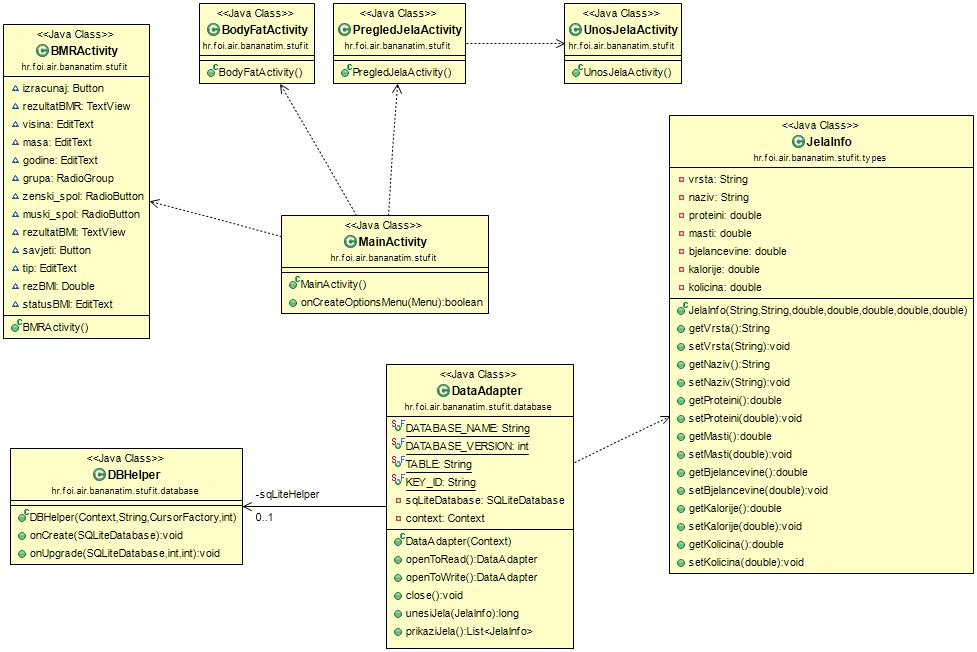 <<Java Class>>
BMRActivity
hr.foi.air.bananatim.stufit
izracunaj: Button
rezultatBMR: TextView
visina: EditText
masa: EditText
godine: EditText
grupa: RadioGroup
zenski_spol: RadioButton
muski_spol: RadioButton
rezultatBMI: TextView
savjeti: Button
tip: EditText
rezBMI: Double
statusBMI: EditText
BMRActivity()
<<Java Class>>
BodyFatActivity
hr.foi.air.bananatim.stufit
BodyFatActivity()
<<Java Class>>
PregledJelaActivity
hr.foi.air.bananatim.stufit
PregledJelaActivity()
<<Java Class>>
UnosJelaActivity
hr.foi.air.bananatim.stufit
UnosJelaActivity()
<<Java Class>>
MainActivity
hr.foi.air.bananatim.stufit
MainActivity()
onCreateOptionsMenu(Menu):boolean
<<Java Class>>
JelaInfo
hr.foi.air.bananatim.stufit.types
vrsta: String
naziv: String
proteini: double
masti: double
bjelancevine: double
kalorije: double
kolicina: double
JelaInfo(String,String,double,double,double,double,double)
getVrsta():String
setVrsta(String):void
getNaziv():String
setNaziv(String):void
getProteini():double
setProteini(double):void
getMasti():double
setMasti(double):void
getBjelancevine():double
setBjelancevine(double):void
getKalorije():double
setKalorije(double):void
getKolicina():double
setKolicina(double):void
<<Java Class>>
DataAdapter
hr.foi.air.bananatim.stufit.database
DATABASE_NAME: String
DATABASE_VERSION: int
TABLE: String
KEY_ID: String
sqLiteDatabase: SQLiteDatabase
context: Context
DataAdapter(Context)
openToRead():DataAdapter
openToWrite():DataAdapter
close():void
unesiJela(JelaInfo):long
prikaziJela():List<JelaInfo>
-sqLiteHelper
0..1
<<Java Class>>
DBHelper
hr.foi.air.bananatim.stufit.database
DBHelper(Context,String,CursorFactory,int)
onCreate(SQLiteDatabase):void
onUpgrade(SQLiteDatabase,int,int):void